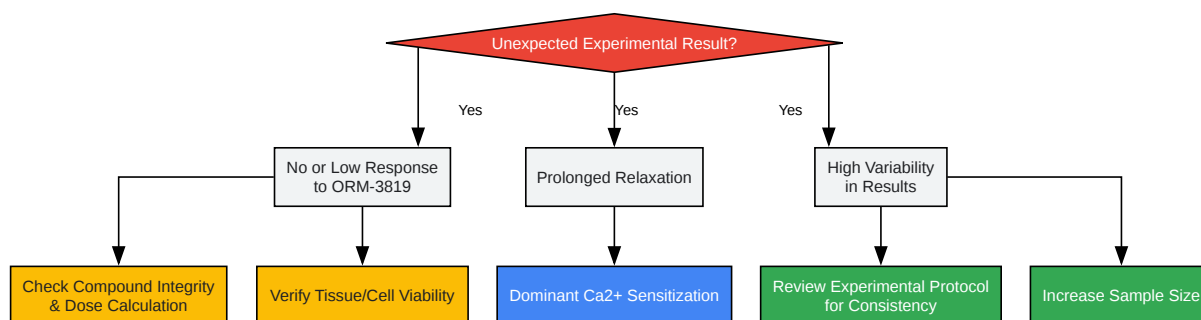 Unexpected Experimental Result?
Yes
Yes
Yes
No or Low Response
to ORM-3819
Prolonged Relaxation
High Variability
in Results
Check Compound Integrity
& Dose Calculation
Verify Tissue/Cell Viability
Dominant Ca2+ Sensitization
Review Experimental Protocol
for Consistency
Increase Sample Size